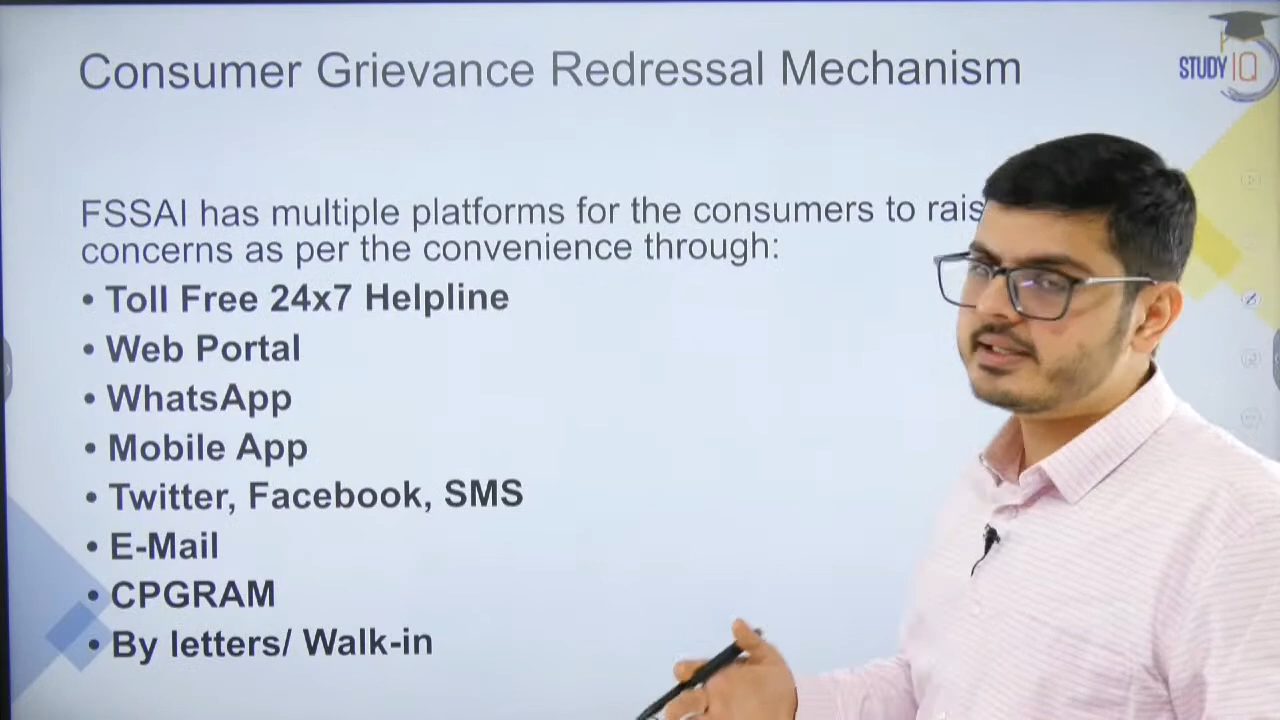 Consumer Grievance Redressal Mechanism
STUDY IQ
FSSAI has multiple platforms for the consumers to rais
concerns as per the convenience through:
• Toll Free 24x7 Helpline
• Web Portal
• WhatsApp
• Mobile App
• Twitter, Facebook, SMS
• E-Mail
• CPGRAM
• By letters/ Walk-in